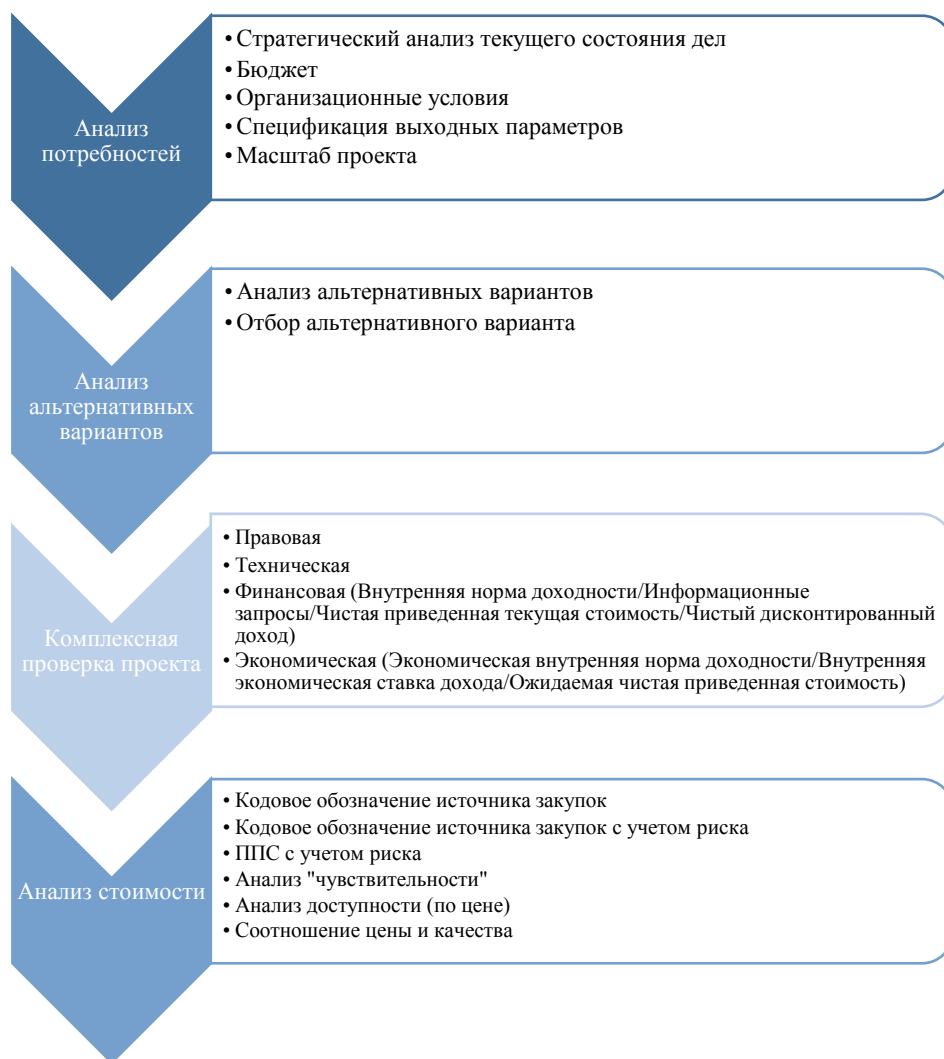 Анализ
потребностей
• Стратегический анализ текущего состояния дел
• Бюджет
• Организационные условия
• Спецификация выходных параметров
• Масштаб проекта
Анализ
альтернативных
вариантов
• Анализ альтернативных вариантов
• Отбор альтернативного варианта
Комплексная
проверка проекта
• Правовая
• Техническая
• Финансовая (Внутренняя норма доходности/Информационные
запросы/Чистая приведенная текущая стоимость/Чистый дисконтированный
доход)
• Экономическая (Экономическая внутренняя норма доходности/Внутренняя
экономическая ставка дохода/Ожидаемая чистая приведенная стоимость)
Анализ стоимости
• Кодовое обозначение источника закупок
• Кодовое обозначение источника закупок с учетом риска
• ППС с учетом риска
• Анализ "чувствительности"
• Анализ доступности (по цене)
• Соотношение цены и качества